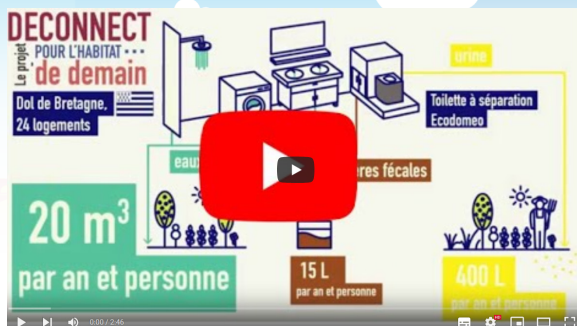 DECONNECT
Le projet
POUR L'HABITAT
de demain
Dol de Bretagne,
24 logements
urine
Toilette à séparation
Ecodomeo
eaux
fécales
20 m³
par an et personne
15 L
par an et personne
400 L
par an et personne
0:00 / 2:46